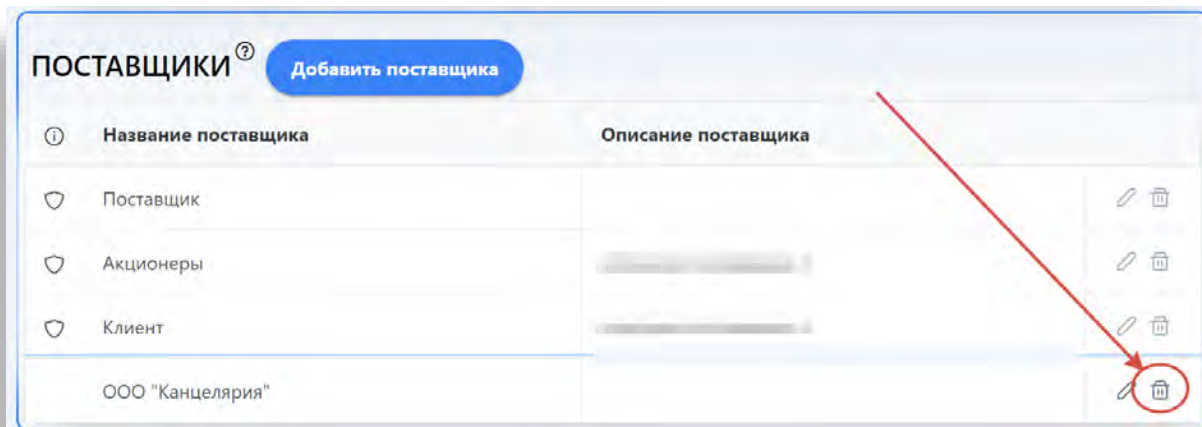 ПОСТАВЩИКИ
Добавить поставщика
Название поставщика Описание поставщика
Поставщик
Акционеры
Клиент
ООО "Канцелярия"